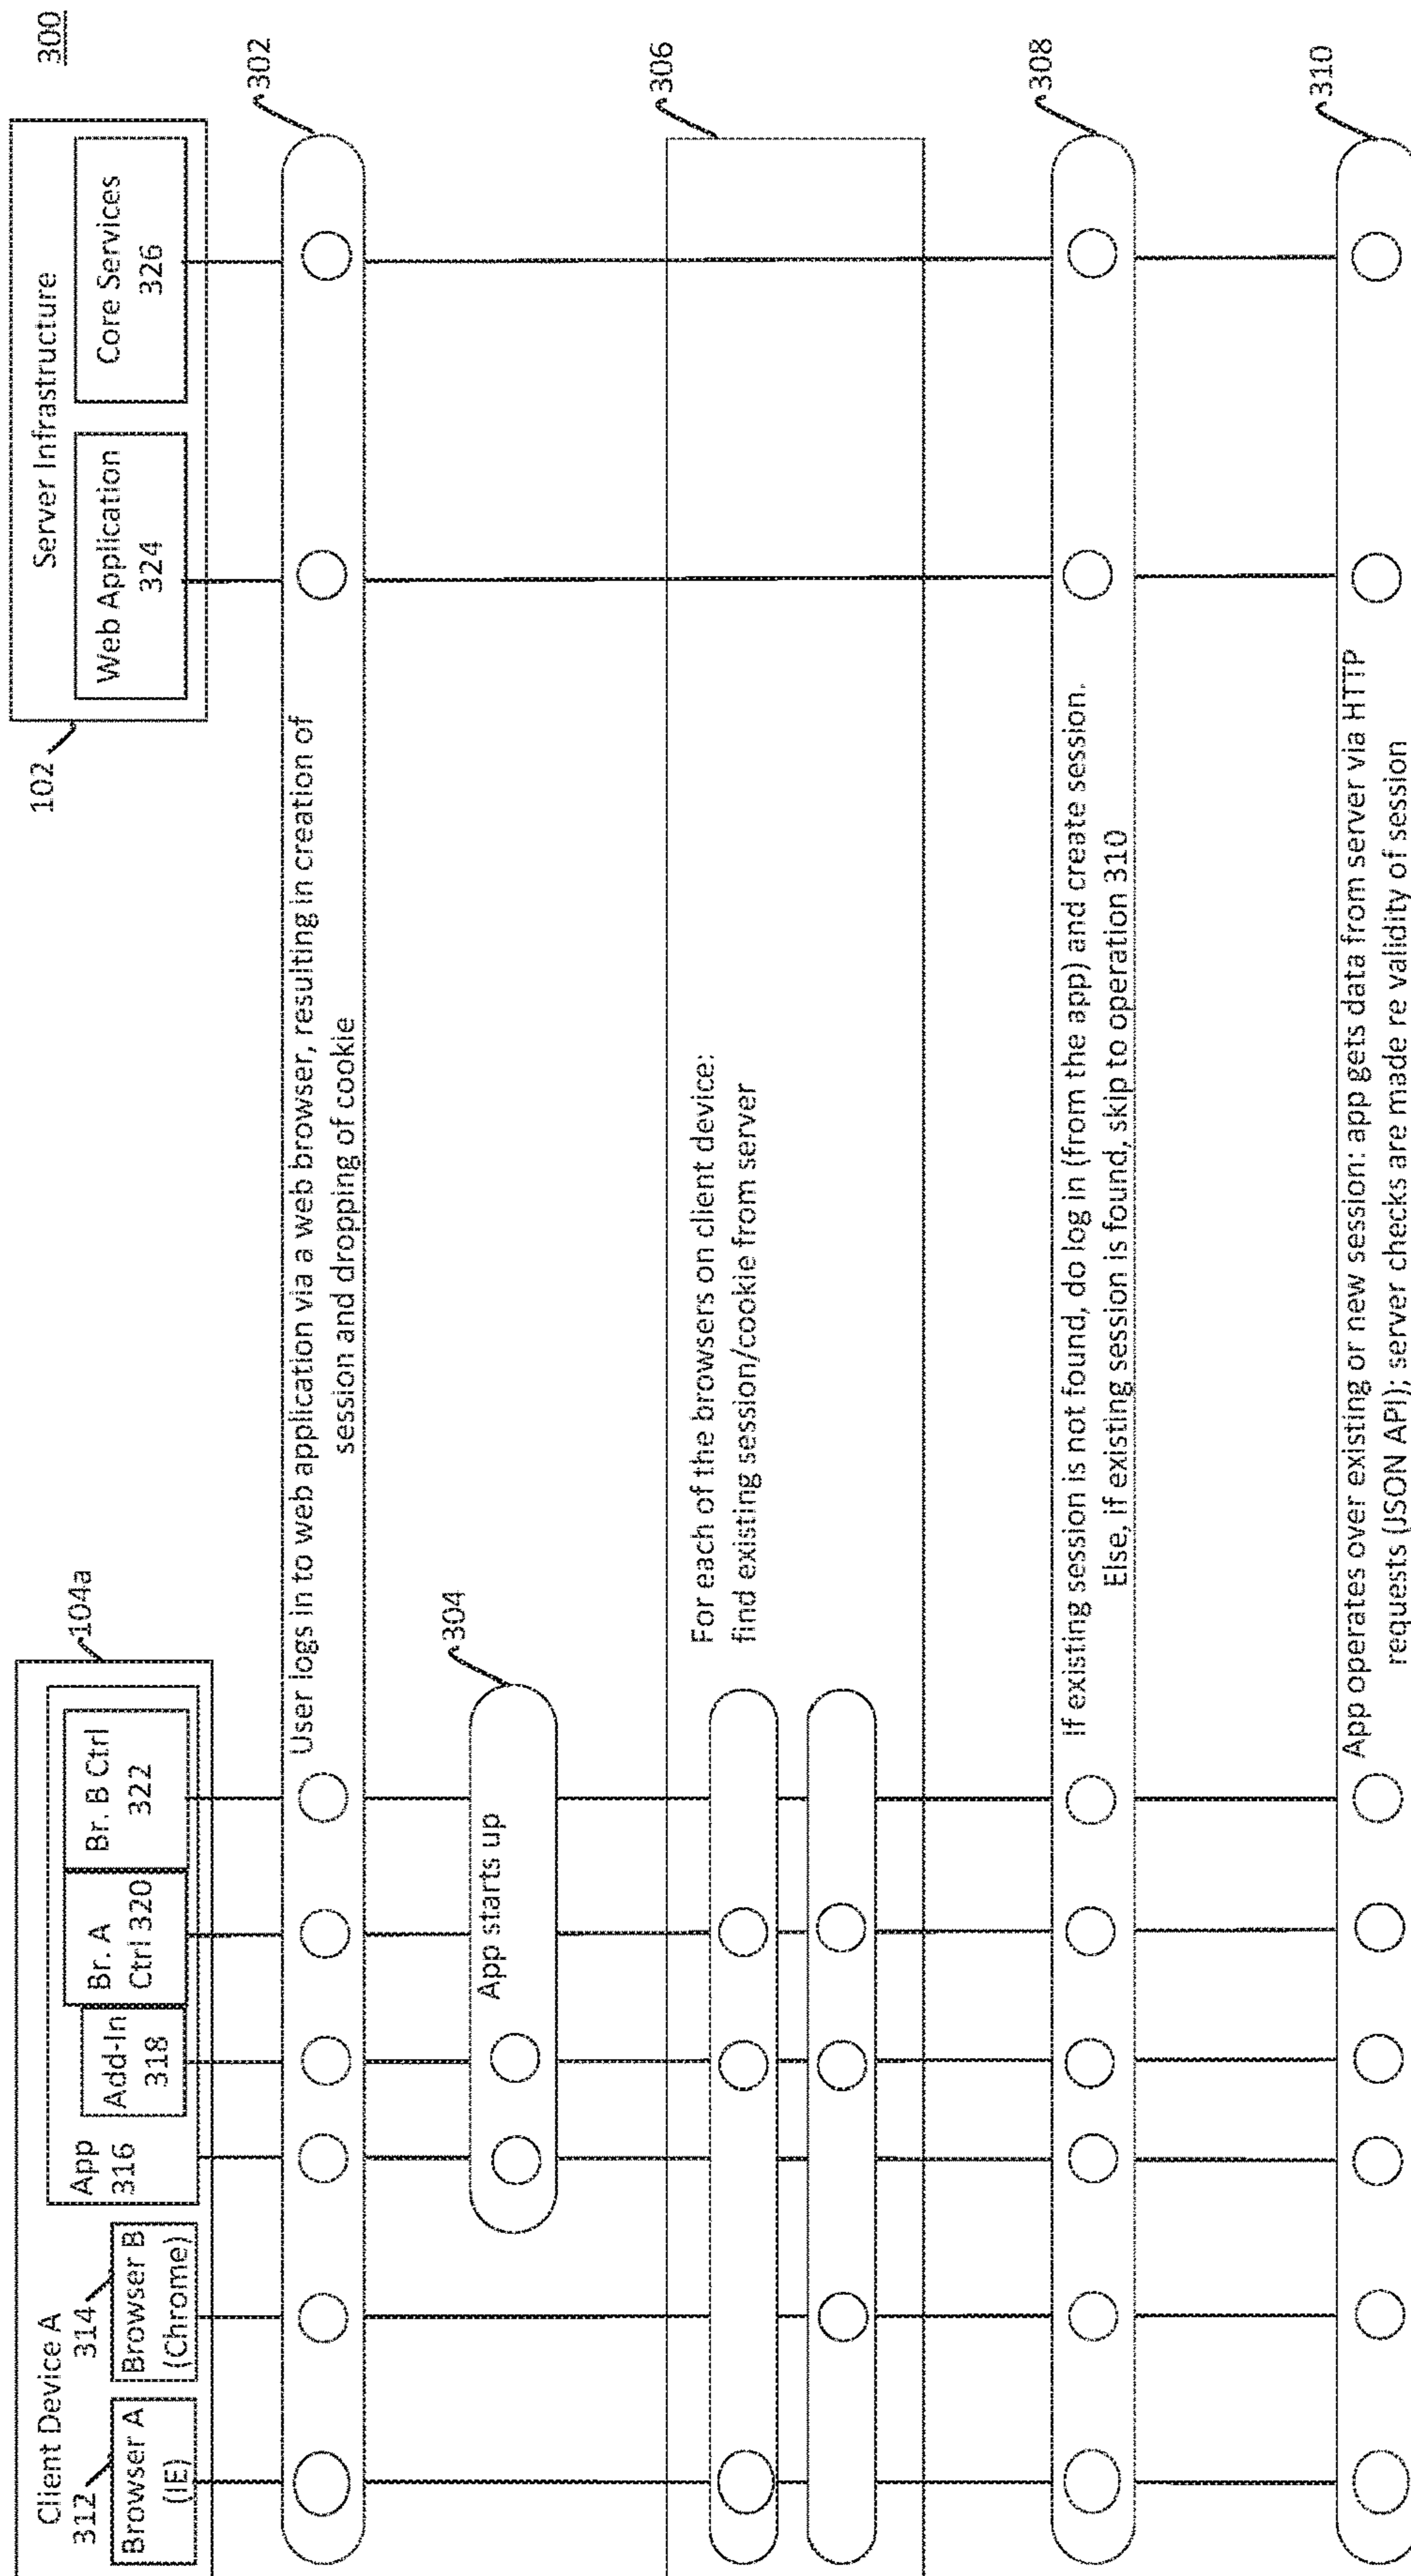 300
Client Device A
312
314
Browser A
(IE)
Browser B
(Chrome)
App
316
Add-In
318
Br. A
Ctrl 320
Br. B Ctrl
322
104a
102
Server Infrastructure
Web Application
324
Core Services
326
302
User logs in to web application via a web browser, resulting in creation of
session and dropping of cookie
304
App starts up
306
For each of the browsers on client device:
find existing session/cookie from server
308
If existing session is not found, do log in (from the app) and create session.
Else, if existing session is found, skip to operation 310
310
App operates over existing or new session: app gets data from server via HTTP
requests (JSON API); server checks are made re validity of session